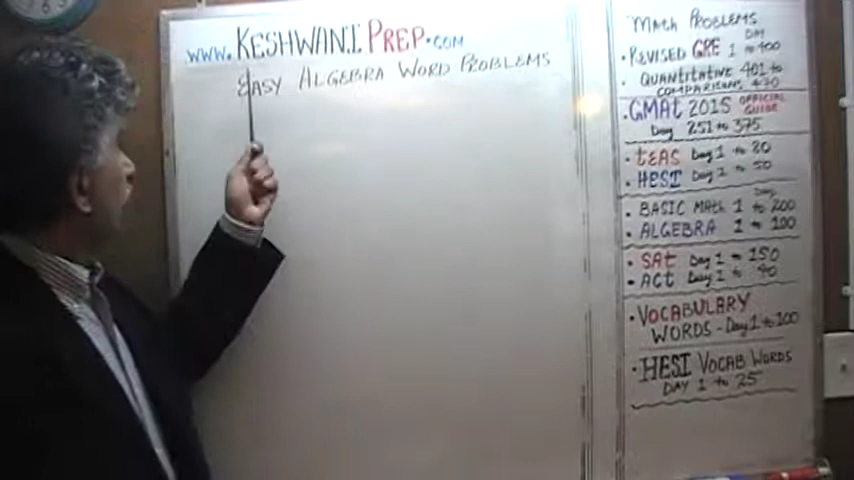 www.KESHWANIPREP.COM
EASY ALGEBRA WORD PROBLEMS
MATH PROBLEMS
DAY
• REVISED GRE 1 to 400
• QUANTITATIVE 401 to
COMPARISONS
• GMAt 2015 OFFICIAL GUIDE
Day 251 to 375
• tEAS Day 1 to 80
• HESI Day 1 to 50
Day
• BASIC MAth 1 to 200
• ALGEBRA 1 to 100
• SAt Day 1 to 150
• ACT Day 1 to 90
• VOCABULARY
WORDS - Day 1 to 100
• HESI VOCAB WORDS
DAY 1 to 25